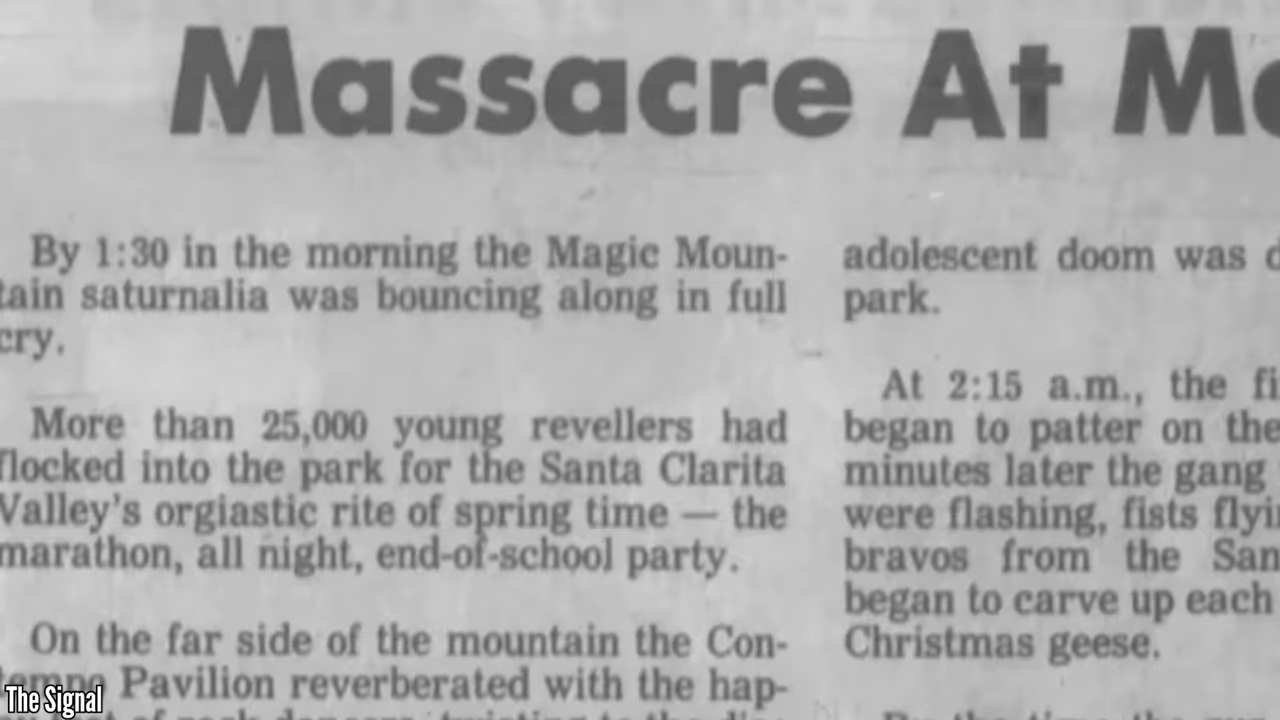 Massacre At
By 1:30 in the morning the Magic Moun-
tain saturnalia was bouncing along in full
cry.
More than 25,000 young revellers had
flocked into the park for the Santa Clarita
Valley's orgiastic rite of spring time — the
marathon, all night, end-of-school party.
On the far side of the mountain the Con-
Pavilion reverberated with the hap-
adolescent doom was
park.
At 2:15 a.m., the
began to patter on the
minutes later the gang
were flashing, fists
bravos from the San
began to carve up each
Christmas geese.
The Signal